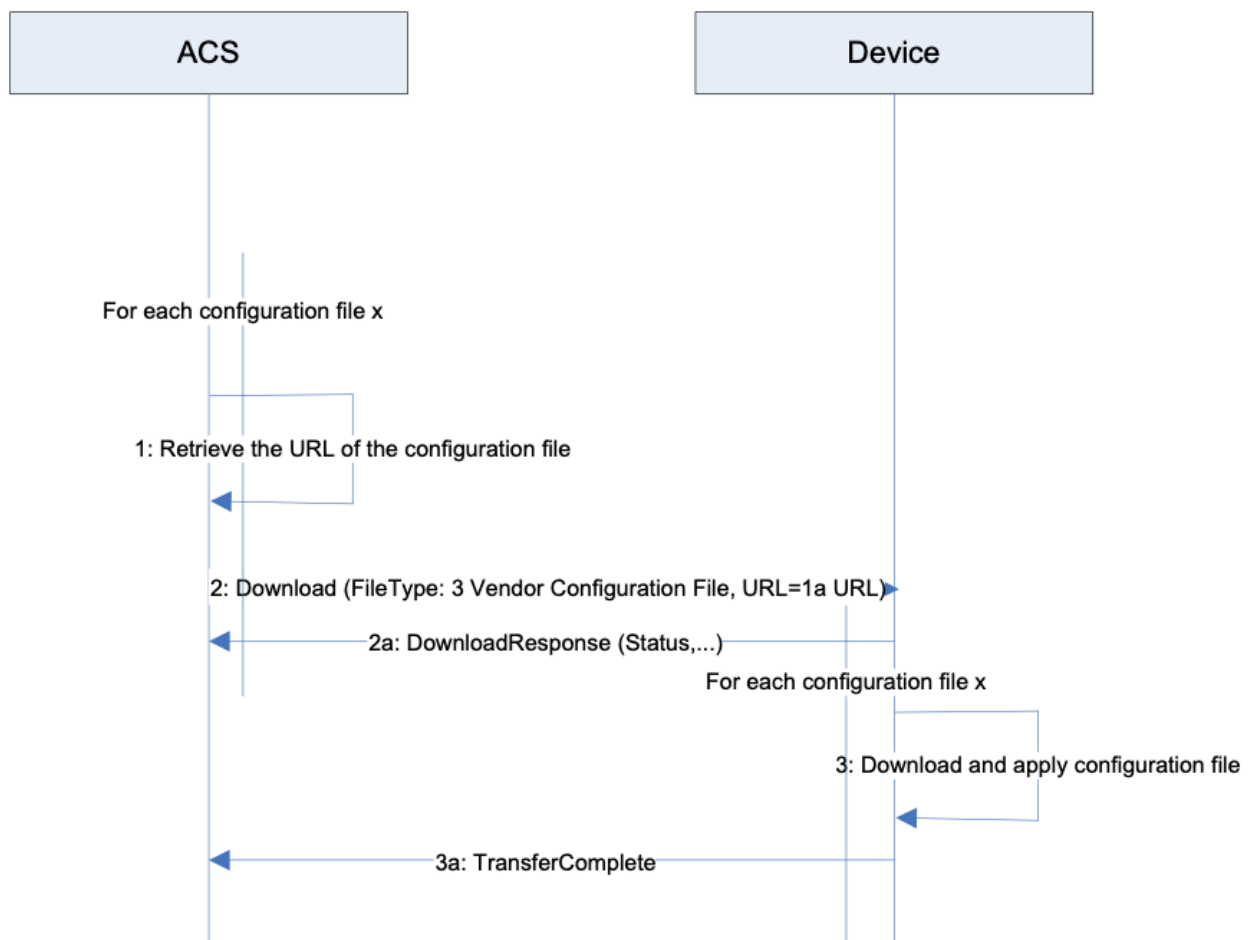 ACS
Device
For each configuration file x
1: Retrieve the URL of the configuration file
2: Download (FileType: 3 Vendor Configuration File, URL=1a URL)
2a: DownloadResponse (Status,...)
For each configuration file x
3: Download and apply configuration file
3a: TransferComplete